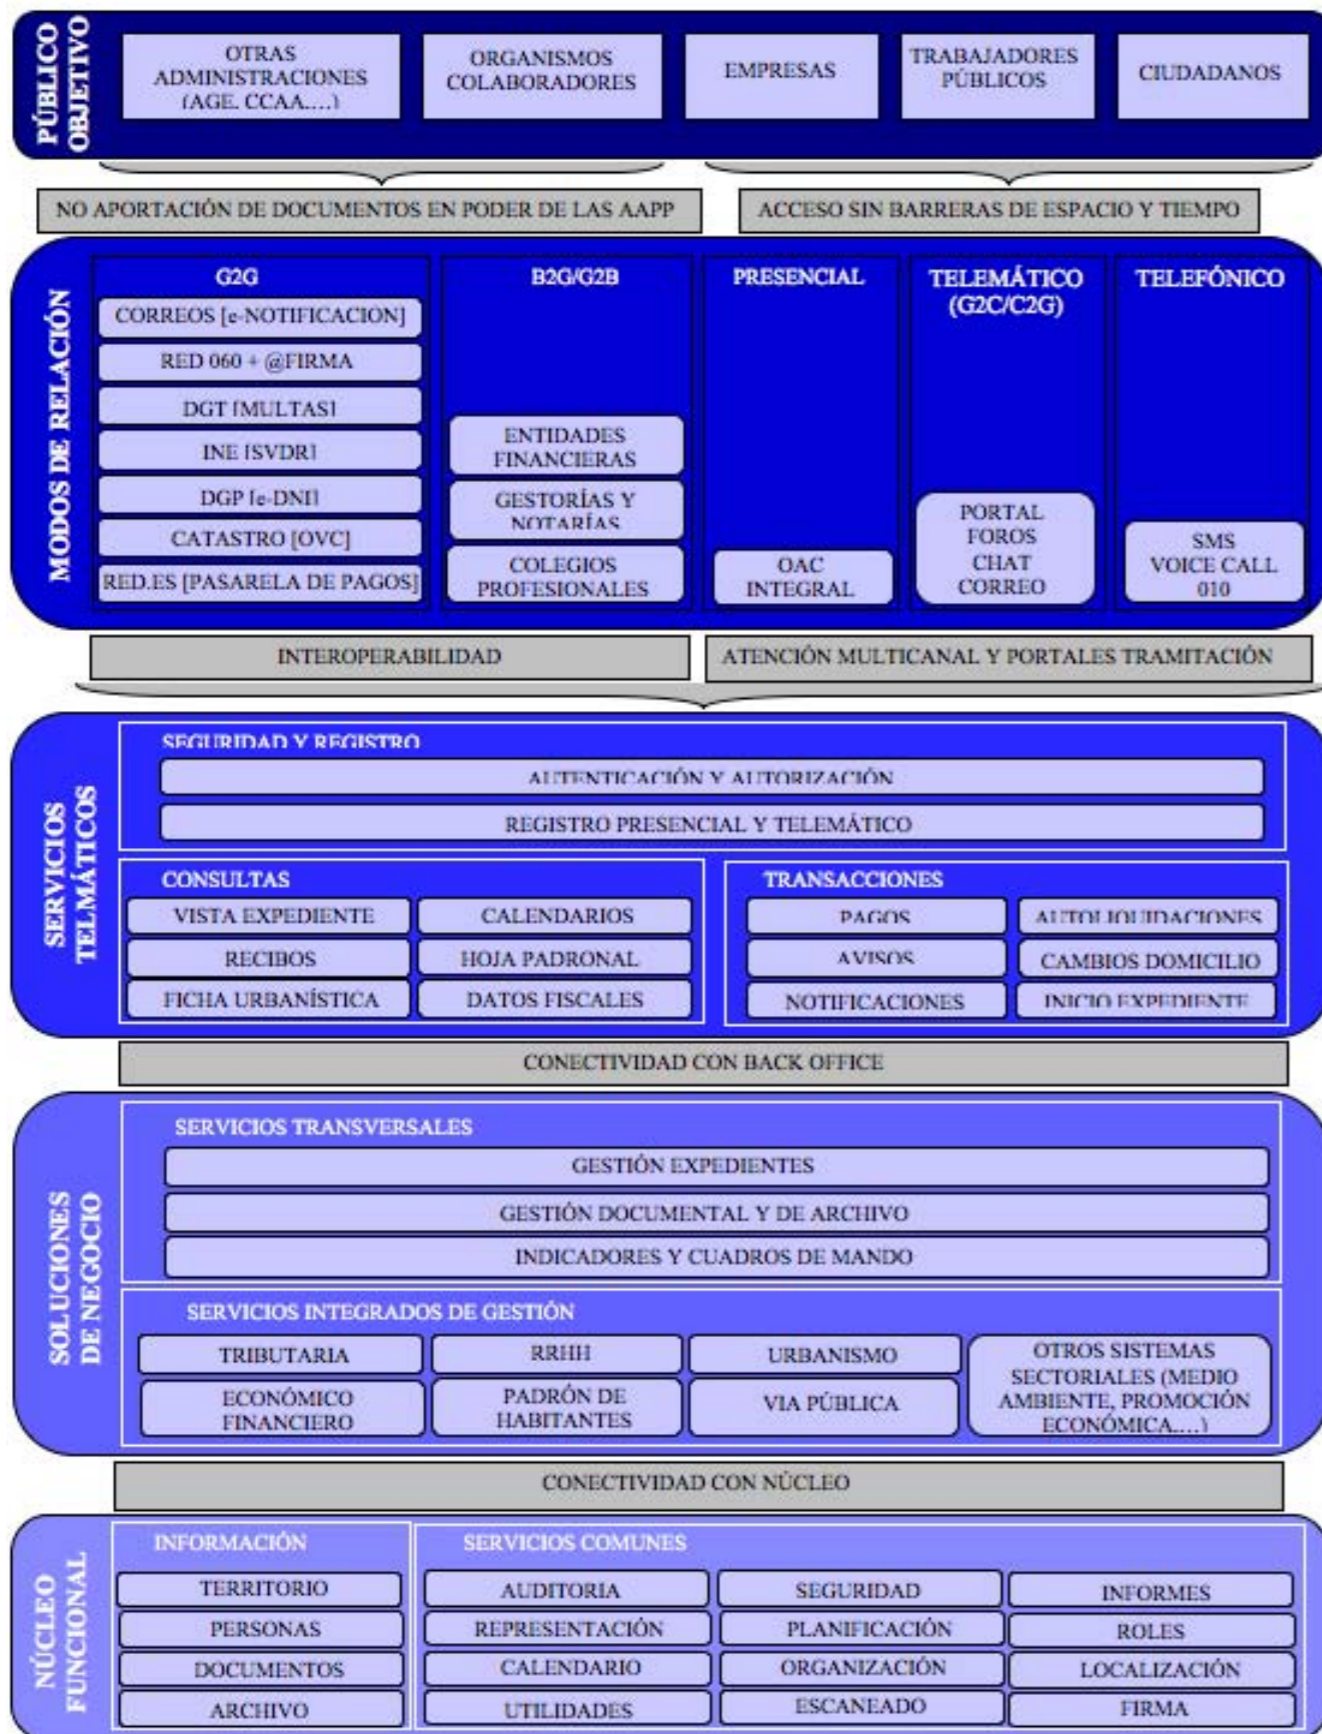 PÚBLICO
OBJETIVO
OTRAS
ADMINISTRACIONES
(AGE, CCAA,...)
ORGANISMOS
COLABORADORES
EMPRESAS
TRABAJADORES
PÚBLICOS
CIUDADANOS
NO APORTACIÓN DE DOCUMENTOS EN PODER DE LAS AAPP
ACCESO SIN BARRERAS DE ESPACIO Y TIEMPO
MODOS DE RELACIÓN
G2G
CORREOS [e-NOTIFICACION]
RED 060 + @FIRMA
DGT [MULTAS]
INE [SVDR]
DGP [e-DNI]
CATASTRO [OVC]
RED.ES [PASARELA DE PAGOS]
B2G/G2B
ENTIDADES
FINANCIERAS
GESTORÍAS Y
NOTARÍAS
COLEGIOS
PROFESIONALES
PRESENCIAL
OAC
INTEGRAL
TELEMÁTICO
(G2C/C2G)
PORTAL
FOROS
CHAT
CORREO
TELEFÓNICO
SMS
VOICE CALL
010
INTEROPERABILIDAD
ATENCIÓN MULTICANAL Y PORTALES TRAMITACIÓN
SERVICIOS
TELMÁTICOS
SEGURIDAD Y REGISTRO
AUTENTICACIÓN Y AUTORIZACIÓN
REGISTRO PRESENCIAL Y TELEMÁTICO
CONSULTAS
VISTA EXPEDIENTE
CALENDARIOS
RECIBOS
HOJA PADRONAL
FICHA URBANÍSTICA
DATOS FISCALES
TRANSACCIONES
PAGOS
AUTOLIQUIDACIONES
AVISOS
CAMBIOS DOMICILIO
NOTIFICACIONES
INICIO EXPEDIENTE
CONECTIVIDAD CON BACK OFFICE
SOLUCIONES
DE NEGOCIO
SERVICIOS TRANSVERSALES
GESTIÓN EXPEDIENTES
GESTIÓN DOCUMENTAL Y DE ARCHIVO
INDICADORES Y CUADROS DE MANDO
SERVICIOS INTEGRADOS DE GESTIÓN
TRIBUTARIA
RRHH
URBANISMO
ECONÓMICO
FINANCIERO
PADRÓN DE
HABITANTES
VIA PÚBLICA
OTROS SISTEMAS
SECTORIALES (MEDIO
AMBIENTE, PROMOCIÓN
ECONÓMICA,...)
CONECTIVIDAD CON NÚCLEO
NÚCLEO
FUNCIONAL
INFORMACIÓN
TERRITORIO
PERSONAS
DOCUMENTOS
ARCHIVO
SERVICIOS COMUNES
AUDITORIA
SEGURIDAD
INFORMES
REPRESENTACIÓN
PLANIFICACIÓN
ROLES
CALENDARIO
ORGANIZACIÓN
LOCALIZACIÓN
UTILIDADES
ESCANEADO
FIRMA